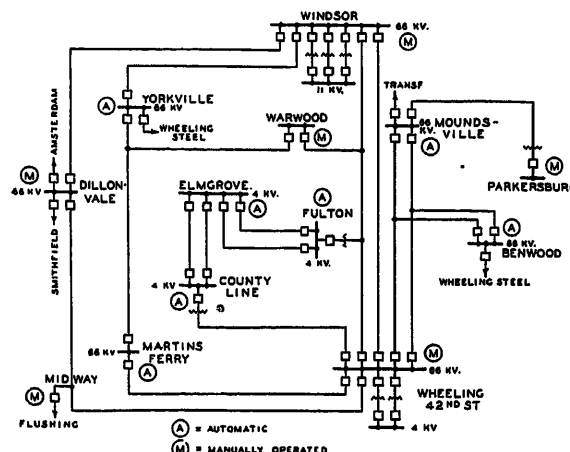 WINDSOR
66 KV.
M
11 KV.
A
YORKVILLE
66 KV
WHEELING
STEEL
AMSTERDAM
WARWOOD
M
TRANSF
66
KV.
MOUNDS-
VILLE
A
M
PARKERSBURG
M
66 KV
DILLON-
VALE
SMITHFIELD
ELMGROVE.
4 KV.
A
A
FULTON
4 KV.
A
66 KV.
BENWOOD
WHEELING STEEL
4 KV
COUNTY
LINE
A
66 KV
MARTINS
FERRY
A
M
66 KV.
WHEELING
42ND ST
4 KV
MIDWAY
M
FLUSHING
A = AUTOMATIC
M = MANUALLY OPERATED